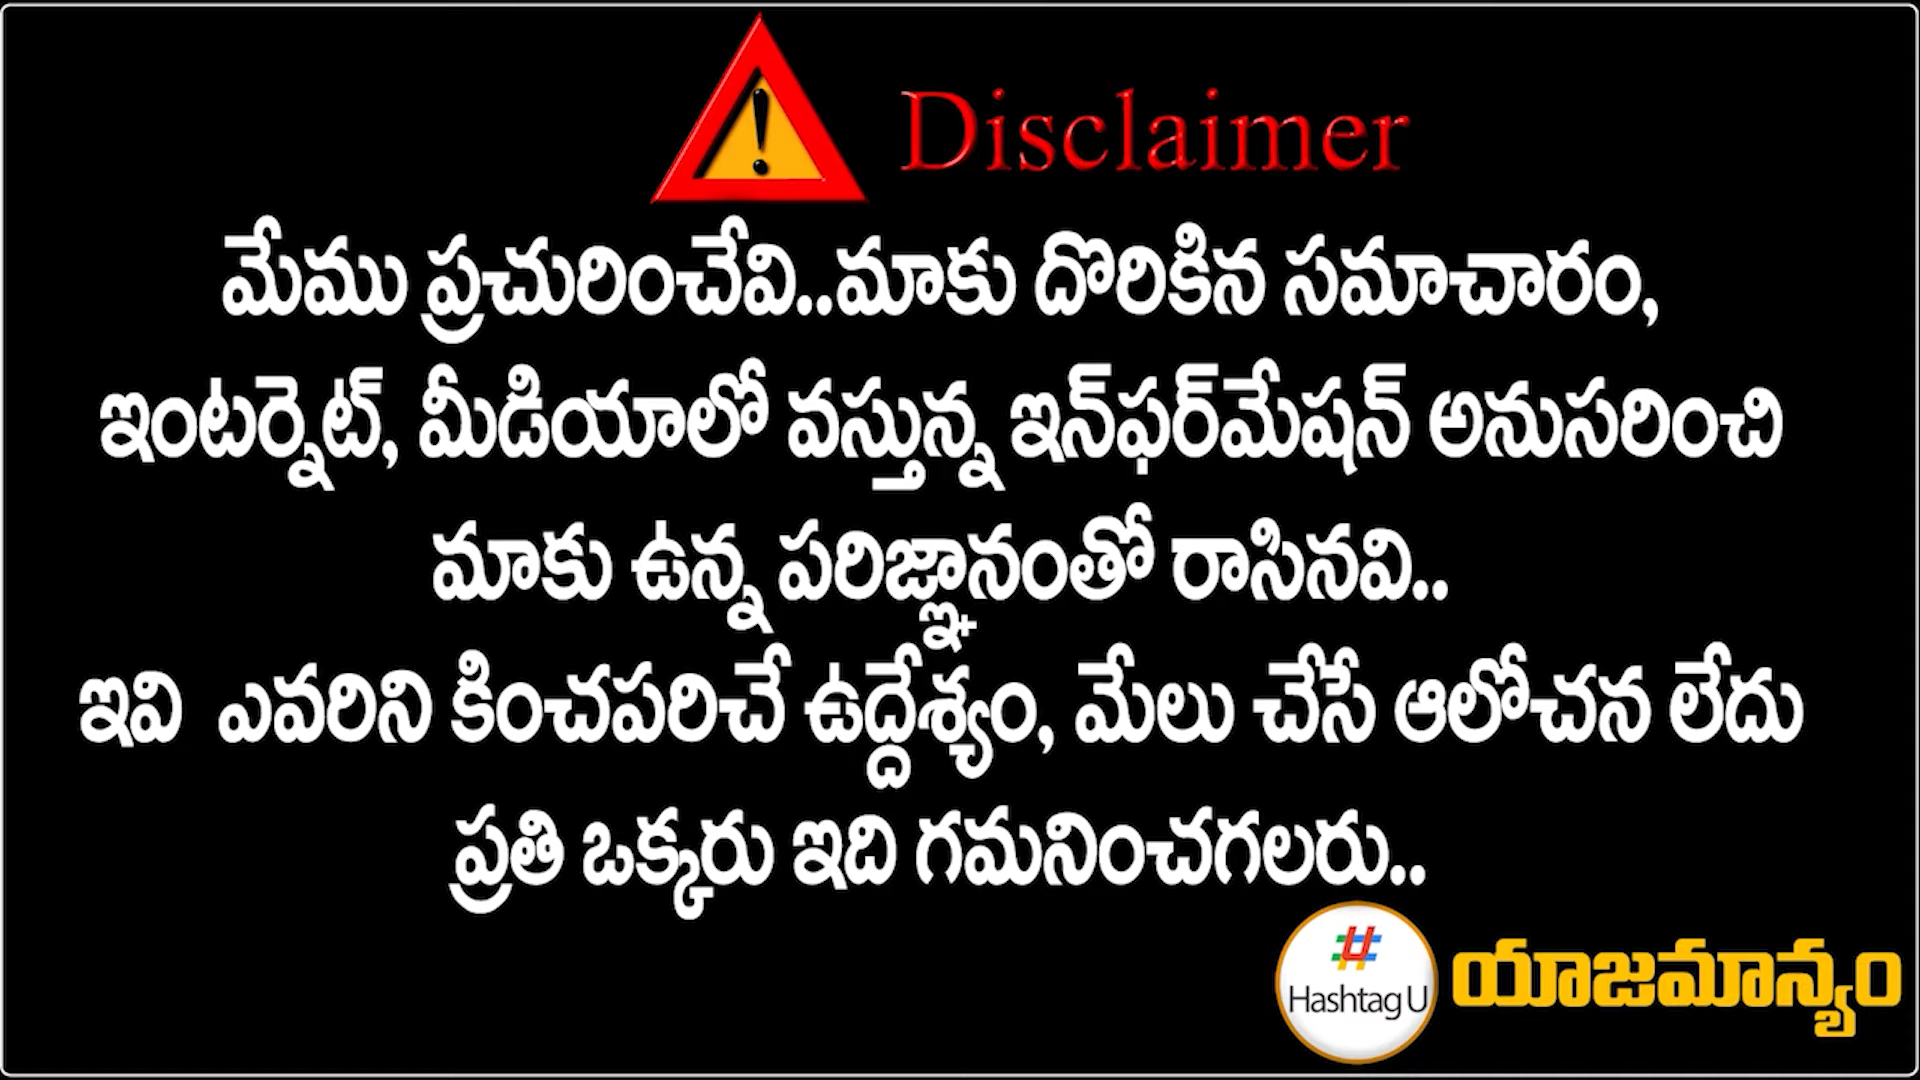 Disclaimer
మేము ప్రచురించేవి..మాకు దొరికిన సమాచారం,
ఇంటర్నెట్, మీడియాలో వస్తున్న ఇన్‌ఫర్‌మేషన్ అనుసరించి
మాకు ఉన్న పరిజ్ఞానంతో రాసినవి..
ఇవి ఎవరిని కించపరిచే ఉద్దేశ్యం, మేలు చేసే ఆలోచన లేదు
ప్రతి ఒక్కరు ఇది గమనించగలరు..
Hashtag U యాజమాన్యం